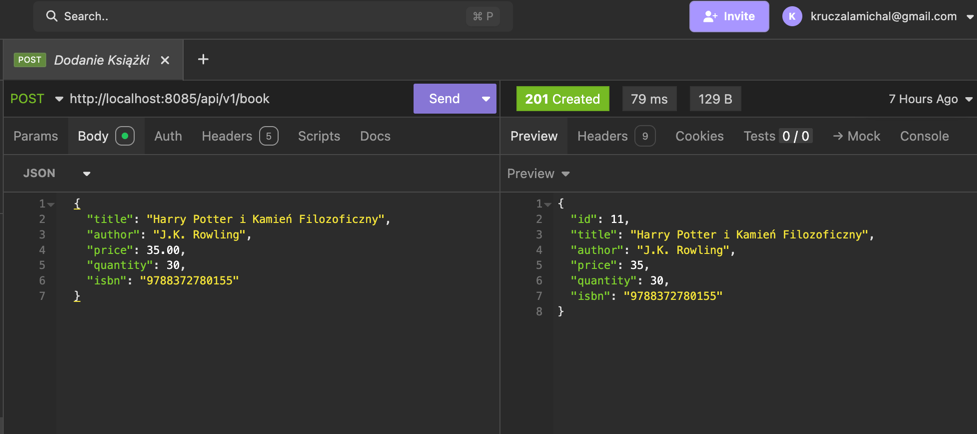 Search.. ⌘ P Invite K kruczalamichal@gmail.com
POST Dodanie Książki × +
POST http://localhost:8085/api/v1/book Send
201 Created 79 ms 129 B 7 Hours Ago
Params Body Auth Headers 5 Scripts Docs
Preview Headers 9 Cookies Tests 0 / 0 → Mock Console
JSON
Preview
1 {
2 "title": "Harry Potter i Kamień Filozoficzny",
3 "author": "J.K. Rowling",
4 "price": 35.00,
5 "quantity": 30,
6 "isbn": "9788372780155"
7 }
1 {
2 "id": 11,
3 "title": "Harry Potter i Kamień Filozoficzny",
4 "author": "J.K. Rowling",
5 "price": 35,
6 "quantity": 30,
7 "isbn": "9788372780155"
8 }